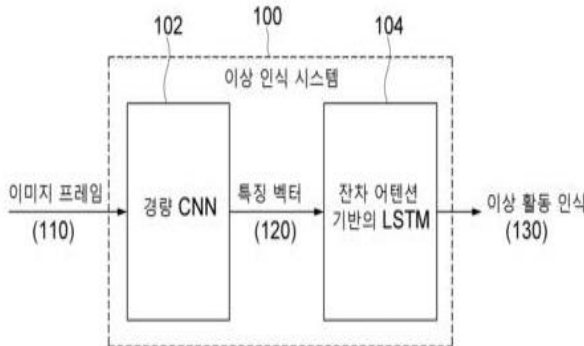 100
102
104
이상 인식 시스템
이미지 프레임
(110)
경량 CNN
특징 벡터
(120)
잔차 어텐션
기반의 LSTM
이상 활동 인식
(130)